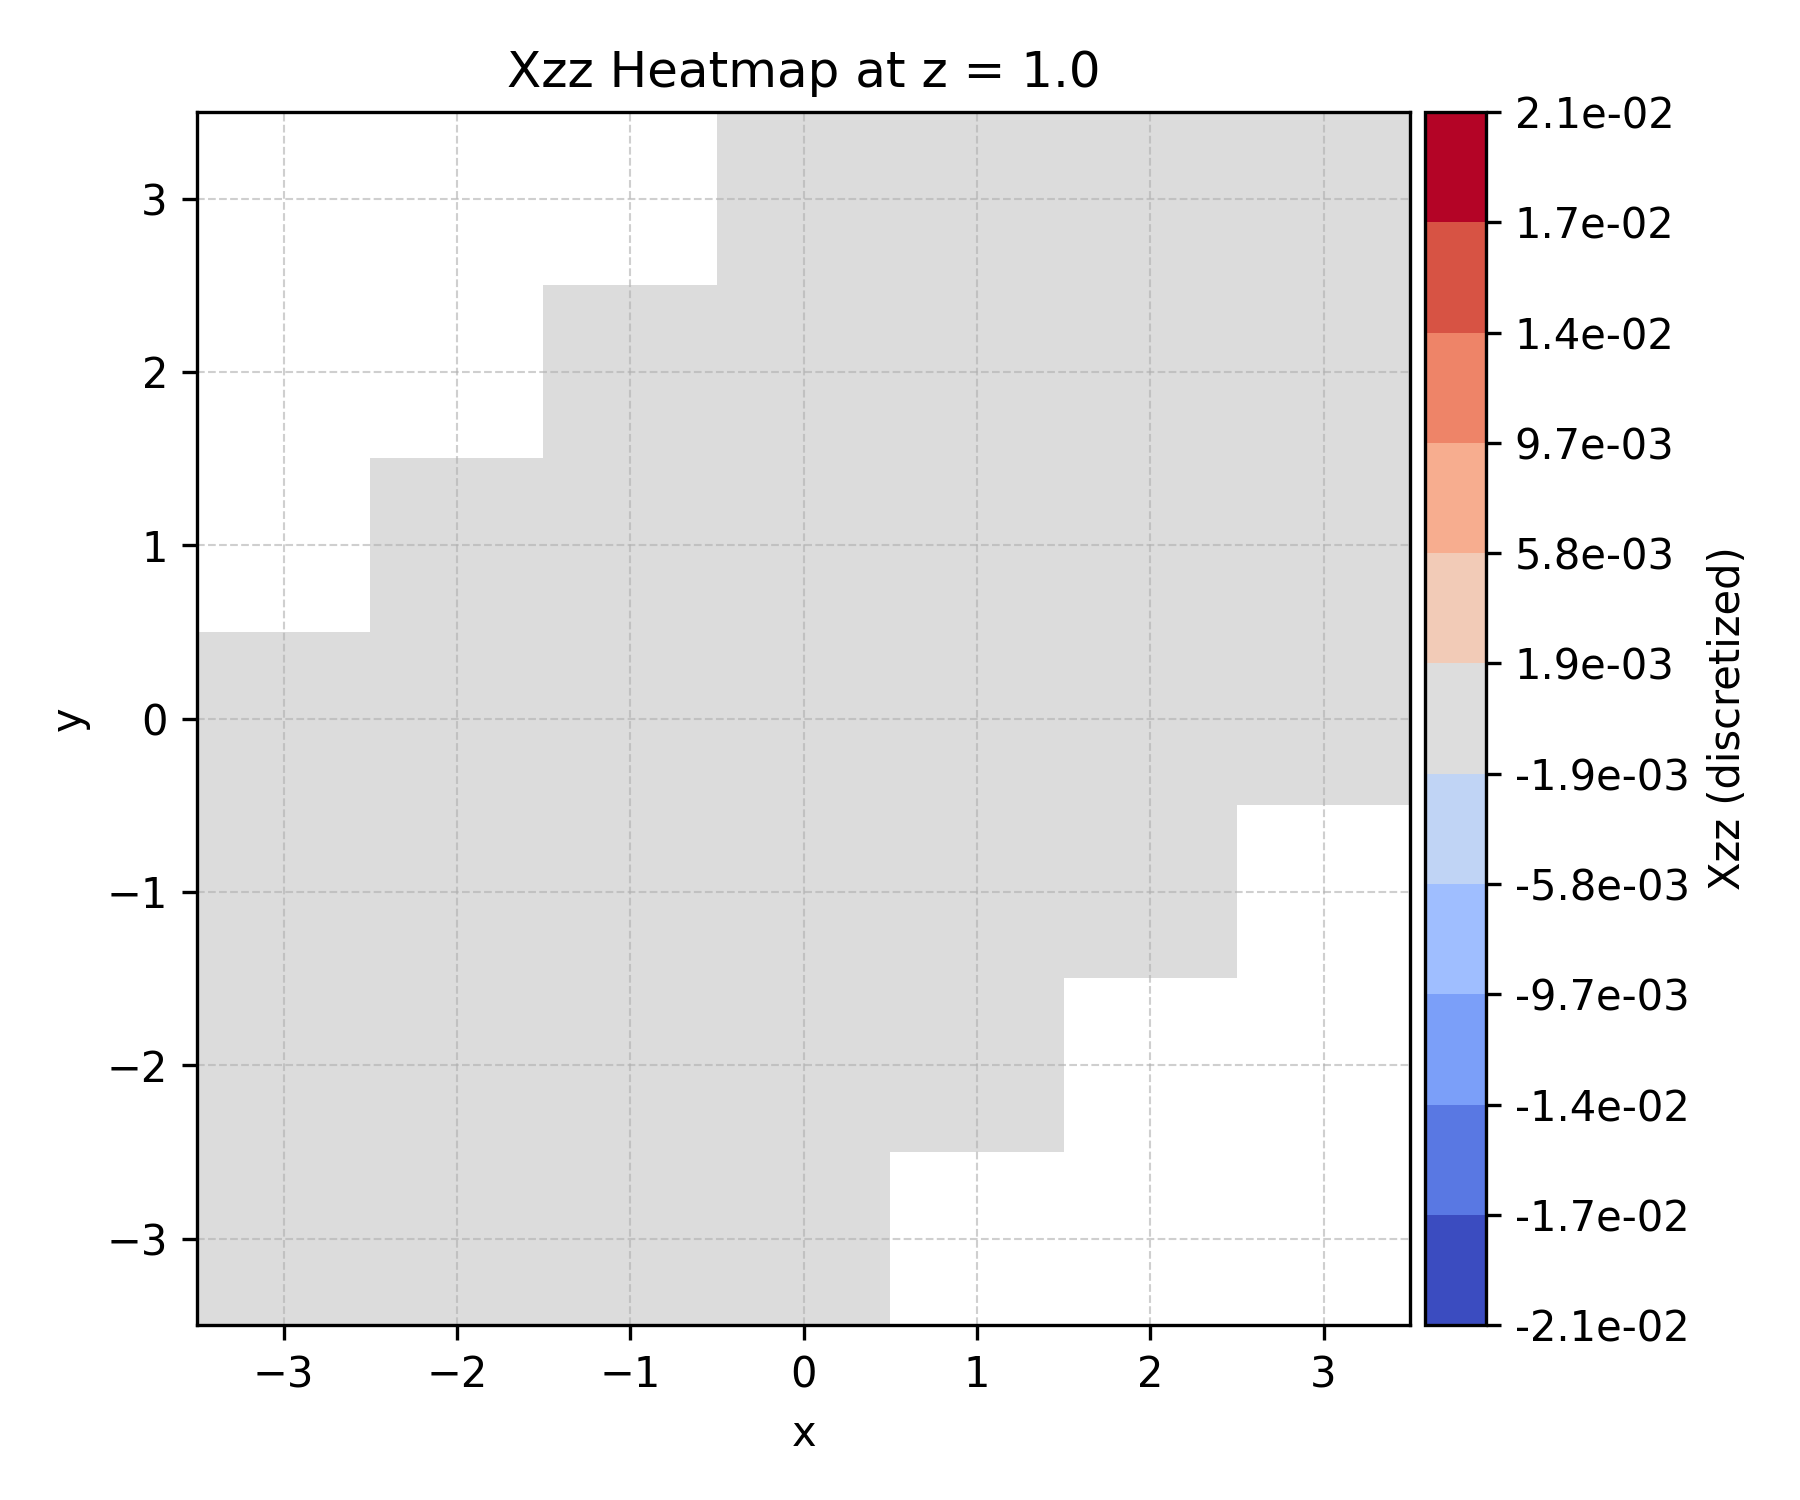 Xzz Heatmap at z = 1.0
3
2
1
0
−1
−2
−3
y
−3
−2
−1
0
1
2
3
x
2.1e-02
1.7e-02
1.4e-02
9.7e-03
5.8e-03
1.9e-03
-1.9e-03
-5.8e-03
-9.7e-03
-1.4e-02
-1.7e-02
-2.1e-02
Xzz (discretized)